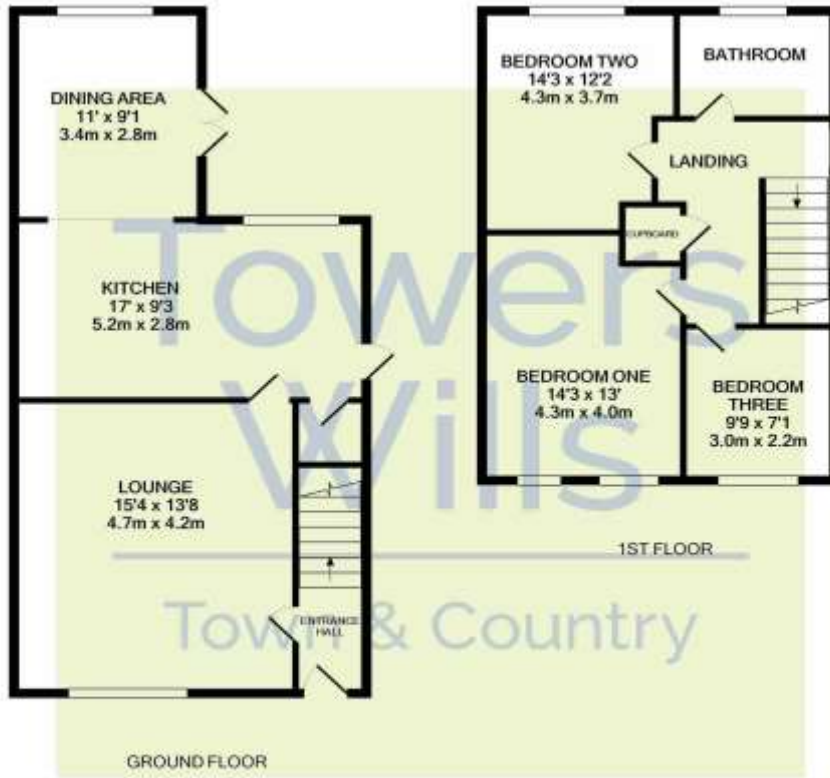 DINING AREA
11' x 9'1
3.4m x 2.8m
KITCHEN
17' x 9'3
5.2m x 2.8m
LOUNGE
15'4 x 13'8
4.7m x 4.2m
ENTRANCE
HALL
GROUND FLOOR
BEDROOM TWO
14'3 x 12'2
4.3m x 3.7m
BATHROOM
LANDING
CUPBOARD
BEDROOM ONE
14'3 x 13'
4.3m x 4.0m
BEDROOM
THREE
9'9 x 7'1
3.0m x 2.2m
1ST FLOOR
Towers
Wills
Town & Country